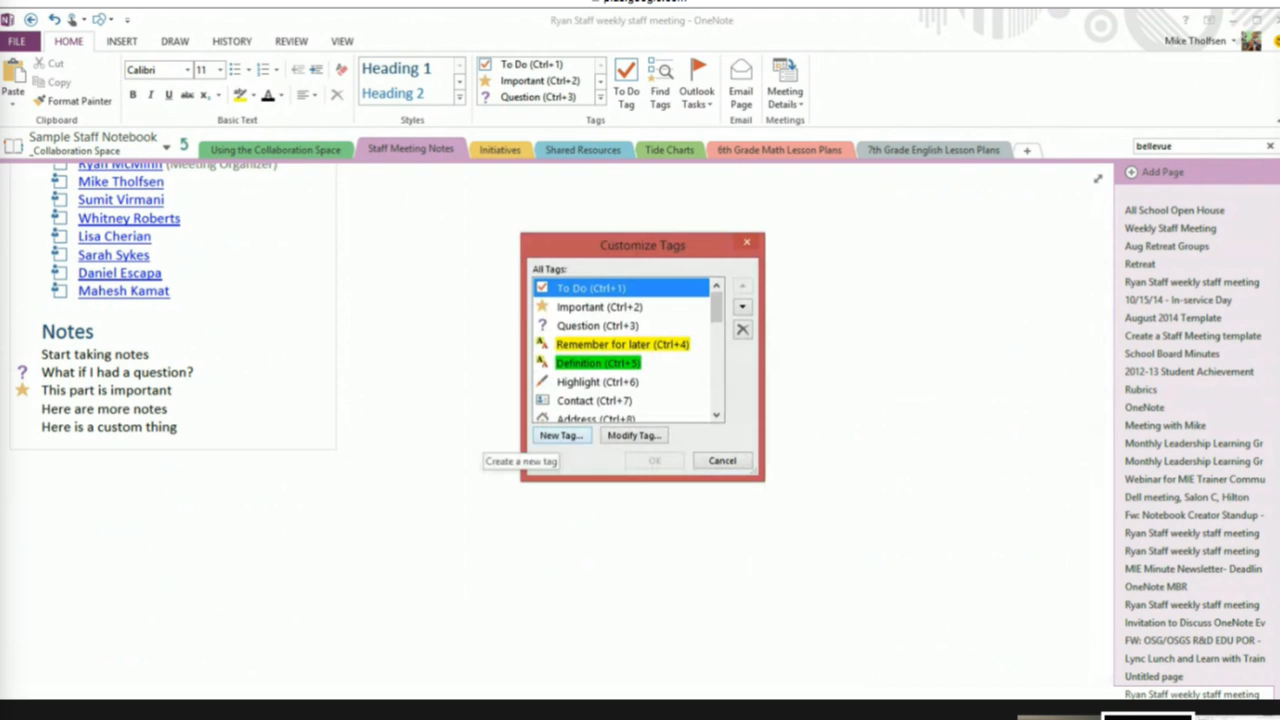 Ryan Staff weekly staff meeting - OneNote
?
FILE
HOME
INSERT
DRAW
HISTORY
REVIEW
VIEW
Mike Tholfsen
Paste
Cut
Copy
Format Painter
Clipboard
Calibri
11
B I U abc x₂
A
Basic Text
Heading 1
Heading 2
Styles
To Do (Ctrl+1)
Important (Ctrl+2)
Question (Ctrl+3)
To Do
Tag
Find
Tags
Outlook
Tasks
Tags
Email
Page
Email
Meeting
Details
Meetings
Sample Staff Notebook
_Collaboration Space
5
Using the Collaboration Space
Staff Meeting Notes
Initiatives
Shared Resources
Tide Charts
6th Grade Math Lesson Plans
7th Grade English Lesson Plans
bellevue
Ryan McMinn (Meeting Organizer)
Mike Tholfsen
Sumit Virmani
Whitney Roberts
Lisa Cherian
Sarah Sykes
Daniel Escapa
Mahesh Kamat
Notes
Start taking notes
What if I had a question?
This part is important
Here are more notes
Here is a custom thing
Customize Tags
All Tags:
To Do (Ctrl+1)
Important (Ctrl+2)
Question (Ctrl+3)
Remember for later (Ctrl+4)
Definition (Ctrl+5)
Highlight (Ctrl+6)
Contact (Ctrl+7)
Address (Ctrl+8)
New Tag...
Modify Tag...
Create a new tag
OK
Cancel
Add Page
All School Open House
Weekly Staff Meeting
Aug Retreat Groups
Retreat
Ryan Staff weekly staff meeting
10/15/14 - In-service Day
August 2014 Template
Create a Staff Meeting template
School Board Minutes
2012-13 Student Achievement
Rubrics
OneNote
Meeting with Mike
Monthly Leadership Learning Gr
Monthly Leadership Learning Gr
Webinar for MIE Trainer Commu
Dell meeting, Salon C, Hilton
Fw: Notebook Creator Standup -
Ryan Staff weekly staff meeting
Ryan Staff weekly staff meeting
MIE Minute Newsletter- Deadlin
OneNote MBR
Ryan Staff weekly staff meeting
Invitation to Discuss OneNote Ev
FW: OSG/OSGS R&D EDU POR -
Lync Lunch and Learn with Train
Untitled page
Ryan Staff weekly staff meeting